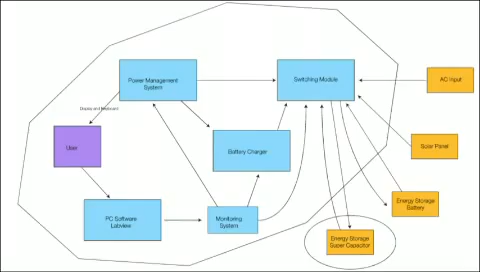 Power Management
System
Switching Module
AC Input
Display and Keyboard
User
Battery Charger
Solar Panel
PC Software
Labview
Monitoring
System
Energy Storage
Battery
Energy Storage
Super Capacitor